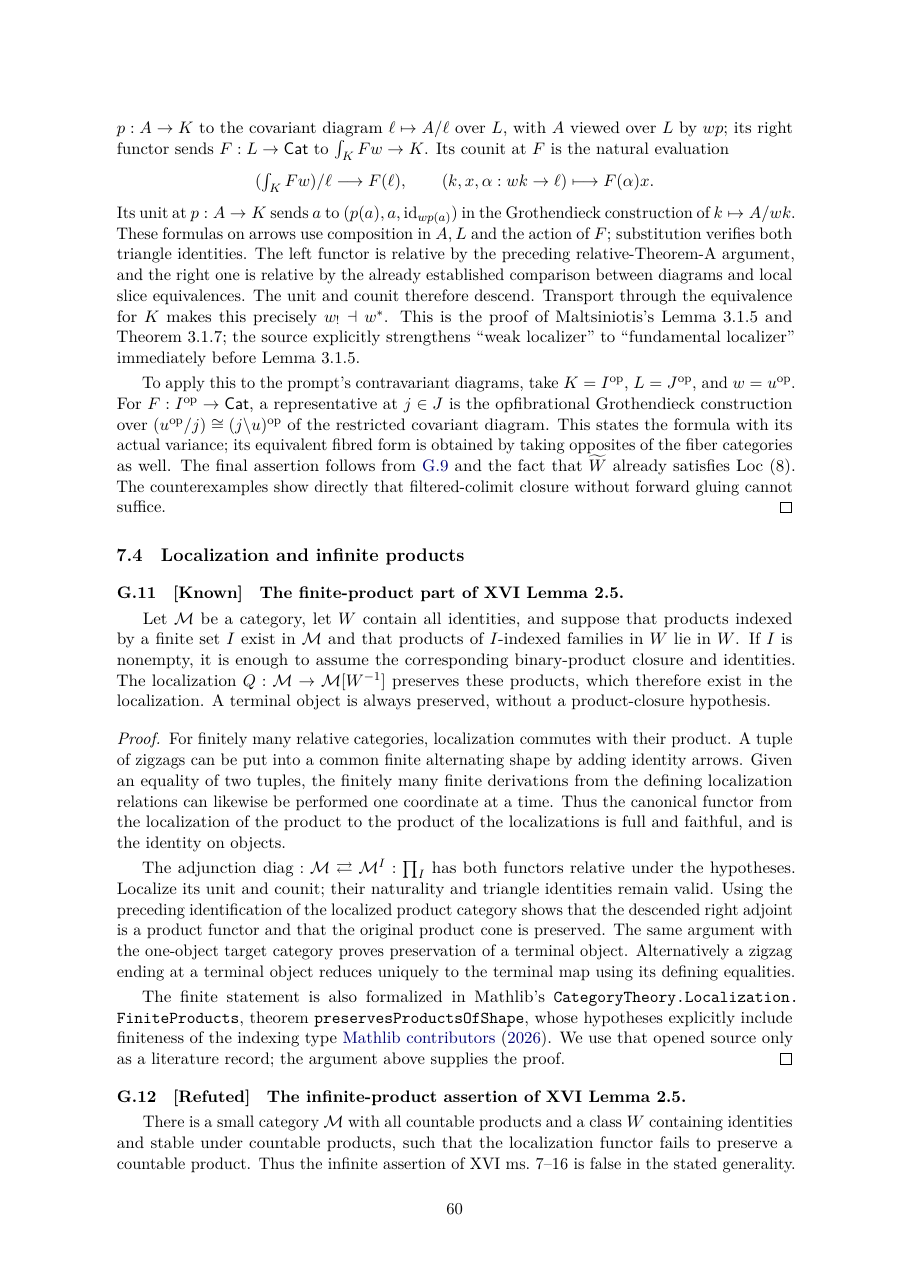 p : A → K to the covariant diagram ℓ ↦ A/ℓ over L, with A viewed over L by wp; its right
functor sends F : L → Cat to ∫_K Fw → K. Its counit at F is the natural evaluation
(∫_K Fw)/ℓ ⟶ F(ℓ), (k, x, α : wk → ℓ) ⟼ F(α)x.
Its unit at p : A → K sends a to (p(a), a, id_{wp(a)}) in the Grothendieck construction of k ↦ A/wk.
These formulas on arrows use composition in A, L and the action of F; substitution verifies both
triangle identities. The left functor is relative by the preceding relative-Theorem-A argument,
and the right one is relative by the already established comparison between diagrams and local
slice equivalences. The unit and counit therefore descend. Transport through the equivalence
for K makes this precisely w_! ⊣ w^*. This is the proof of Maltsiniotis's Lemma 3.1.5 and
Theorem 3.1.7; the source explicitly strengthens “weak localizer” to “fundamental localizer”
immediately before Lemma 3.1.5.
To apply this to the prompt's contravariant diagrams, take K = I^op, L = J^op, and w = u^op.
For F : I^op → Cat, a representative at j ∈ J is the opfibrational Grothendieck construction
over (u^op/j) ≅ (j\u)^op of the restricted covariant diagram. This states the formula with its
actual variance; its equivalent fibred form is obtained by taking opposites of the fiber categories
as well. The final assertion follows from G.9 and the fact that W̃ already satisfies Loc (8).
The counterexamples show directly that filtered-colimit closure without forward gluing cannot
suffice. □
7.4 Localization and infinite products
G.11 [Known] The finite-product part of XVI Lemma 2.5.
Let ℳ be a category, let W contain all identities, and suppose that products indexed
by a finite set I exist in ℳ and that products of I-indexed families in W lie in W. If I is
nonempty, it is enough to assume the corresponding binary-product closure and identities.
The localization Q : ℳ → ℳ[W^{−1}] preserves these products, which therefore exist in the
localization. A terminal object is always preserved, without a product-closure hypothesis.
Proof. For finitely many relative categories, localization commutes with their product. A tuple
of zigzags can be put into a common finite alternating shape by adding identity arrows. Given
an equality of two tuples, the finitely many finite derivations from the defining localization
relations can likewise be performed one coordinate at a time. Thus the canonical functor from
the localization of the product to the product of the localizations is full and faithful, and is
the identity on objects.
The adjunction diag : ℳ ⇄ ℳ^I : ∏_I has both functors relative under the hypotheses.
Localize its unit and counit; their naturality and triangle identities remain valid. Using the
preceding identification of the localized product category shows that the descended right adjoint
is a product functor and that the original product cone is preserved. The same argument with
the one-object target category proves preservation of a terminal object. Alternatively a zigzag
ending at a terminal object reduces uniquely to the terminal map using its defining equalities.
The finite statement is also formalized in Mathlib's CategoryTheory.Localization.
FiniteProducts, theorem preservesProductsOfShape, whose hypotheses explicitly include
finiteness of the indexing type Mathlib contributors (2026). We use that opened source only
as a literature record; the argument above supplies the proof. □
G.12 [Refuted] The infinite-product assertion of XVI Lemma 2.5.
There is a small category ℳ with all countable products and a class W containing identities
and stable under countable products, such that the localization functor fails to preserve a
countable product. Thus the infinite assertion of XVI ms. 7–16 is false in the stated generality.
60